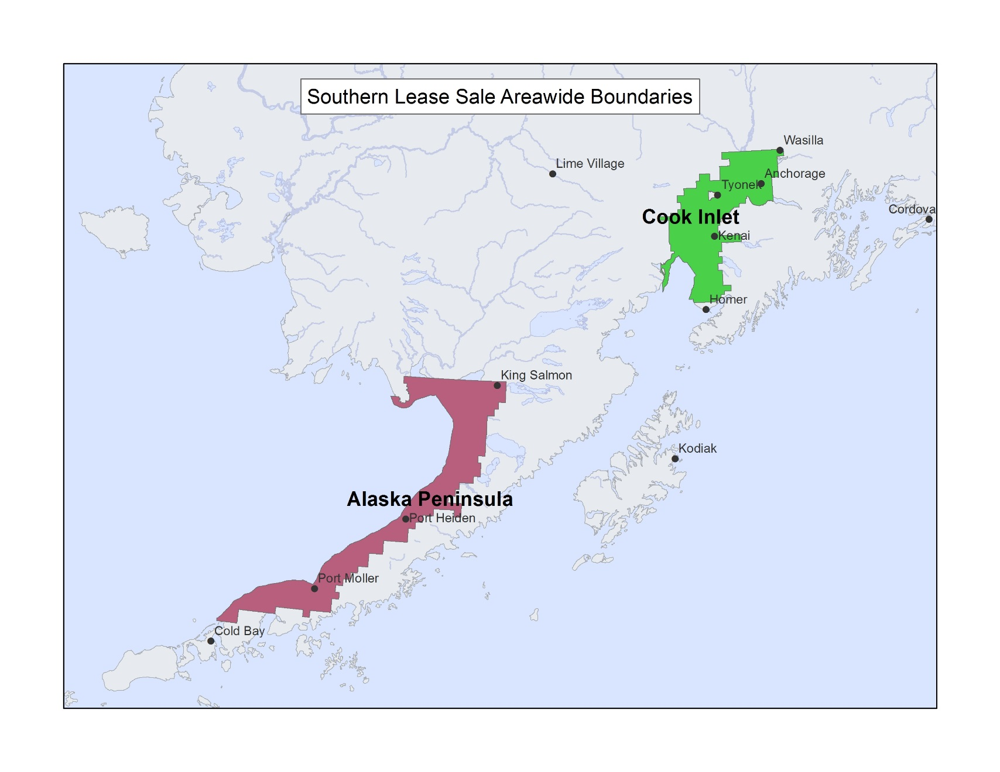 Southern Lease Sale Areawide Boundaries
Wasilla
Lime Village
Anchorage
Tyonek
Cordova
Cook Inlet
Kenai
Homer
King Salmon
Kodiak
Alaska Peninsula
Port Heiden
Port Moller
Cold Bay